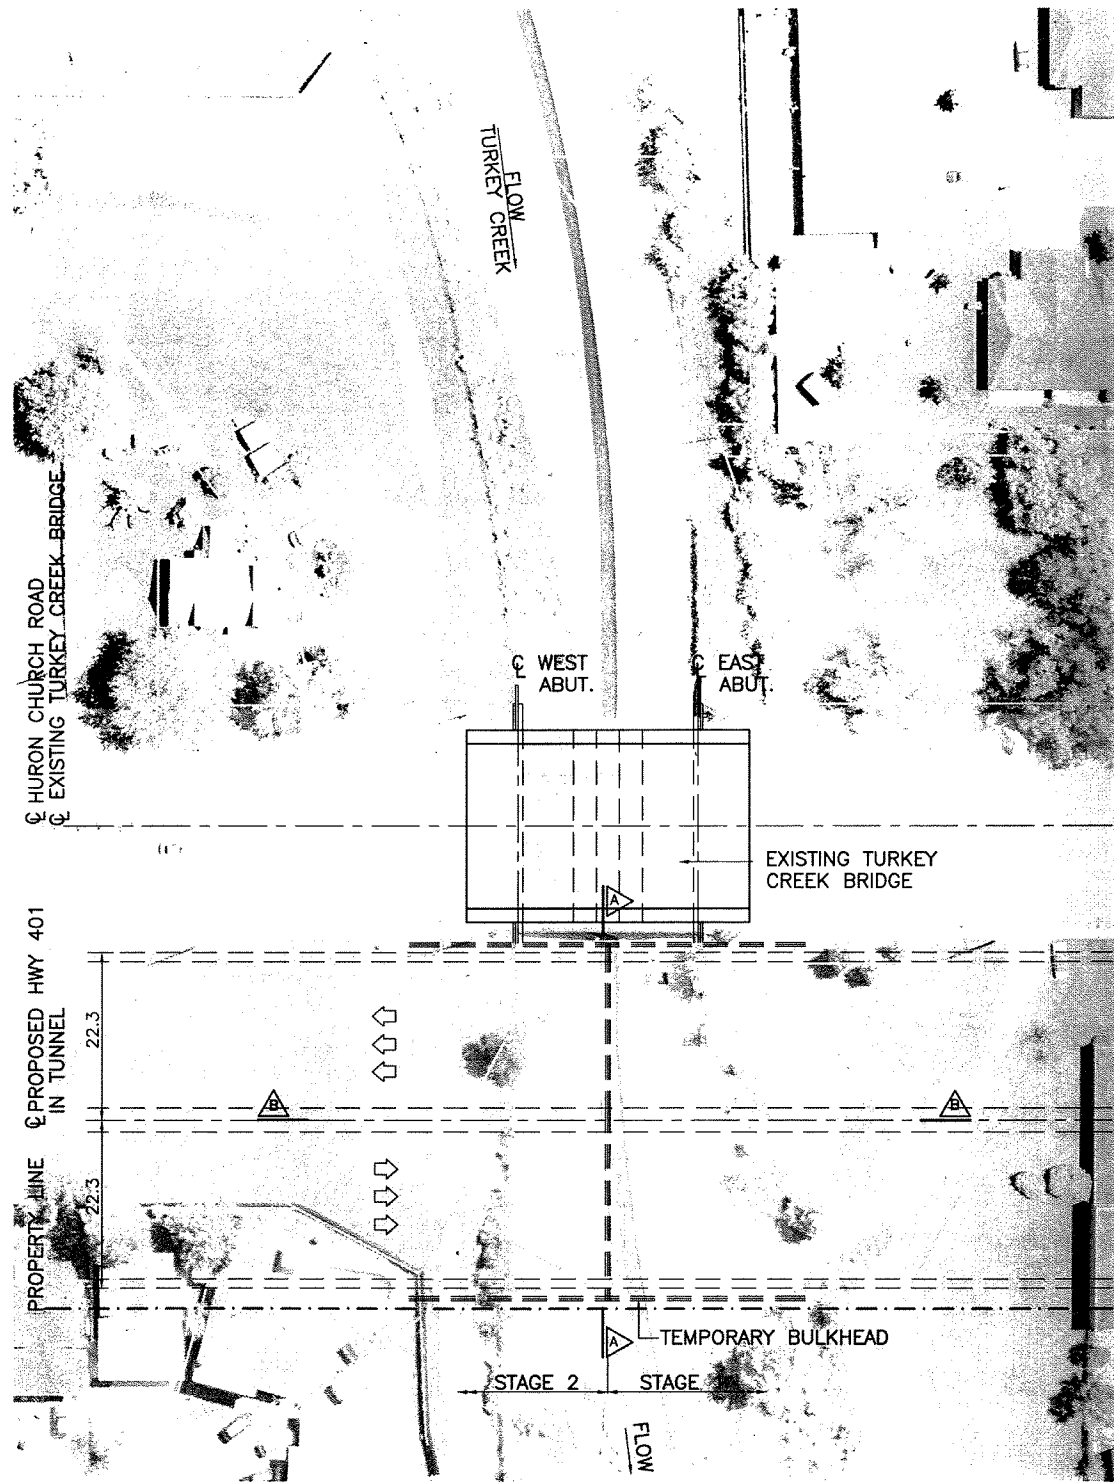 FLOW
TURKEY CREEK
℄ HURON CHURCH ROAD
℄ EXISTING TURKEY CREEK BRIDGE
℄ WEST
ABUT.
℄ EAST
ABUT.
EXISTING TURKEY
CREEK BRIDGE
A
℄ PROPOSED HWY 401
IN TUNNEL
22.3
B
B
PROPERTY LINE
22.3
TEMPORARY BULKHEAD
A
STAGE 2
STAGE
FLOW